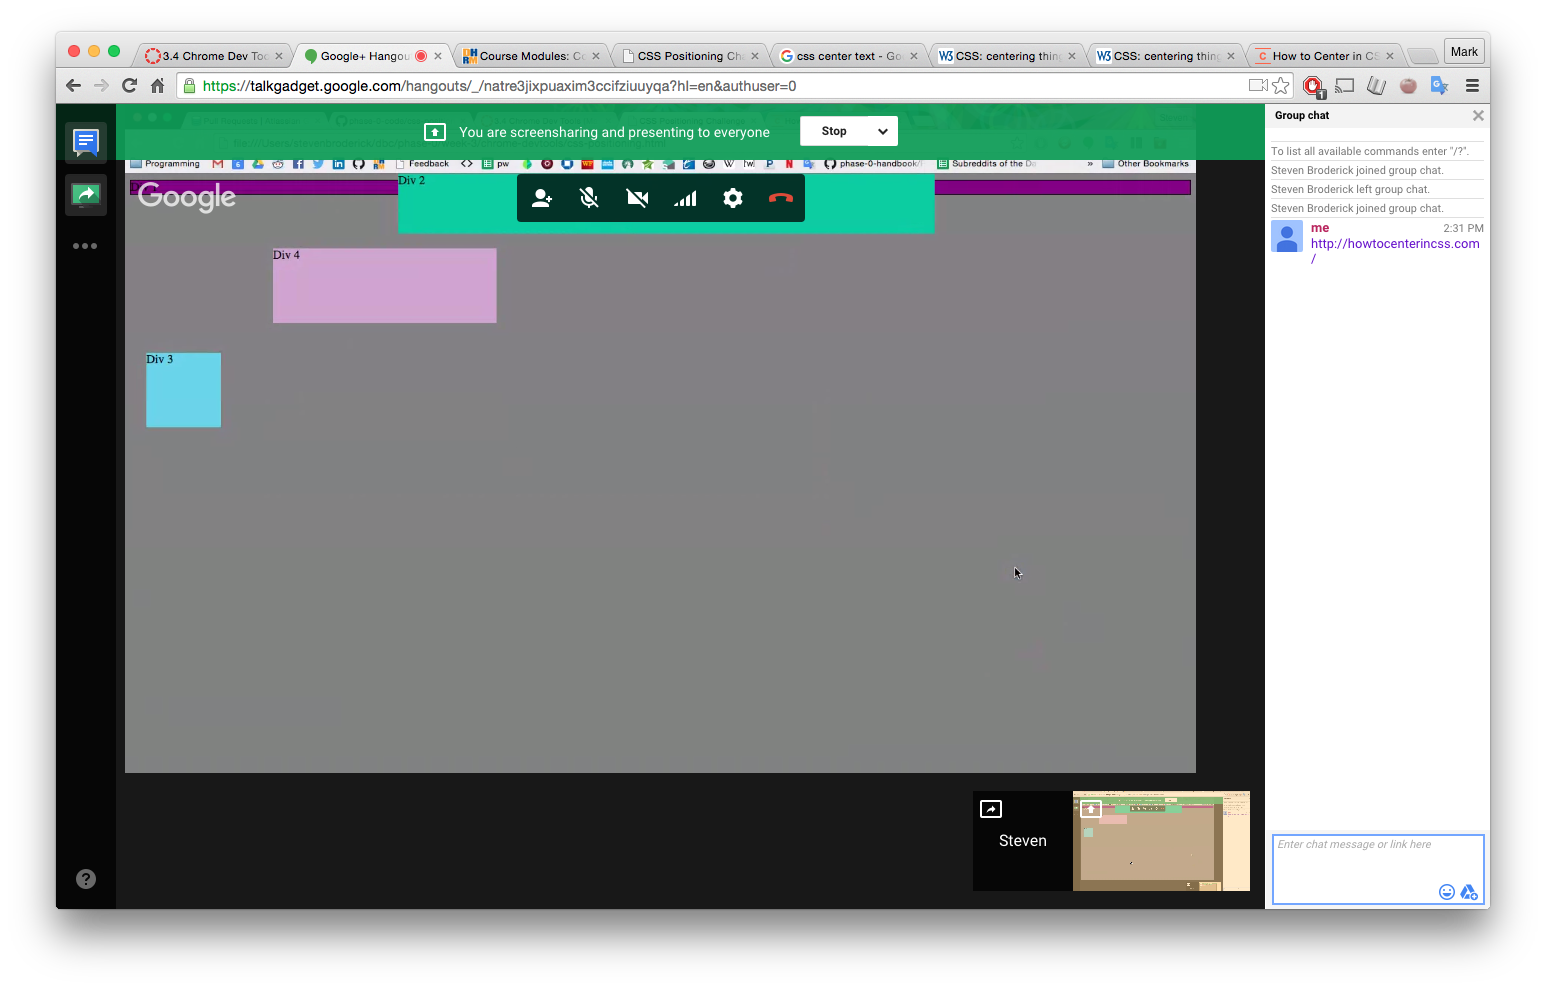 3.4 Chrome Dev Too
Google+ Hangou
Course Modules: C
CSS Positioning Ch
css center text - Go
W3 CSS: centering thin
W3 CSS: centering thing
How to Center in CS
Mark
https://talkgadget.google.com/hangouts/_/natre3jixpuaxim3ccifziuuyqa?hl=en&authuser=0
You are screensharing and presenting to everyone
Stop
Programming
Feedback
pw
phase-0-handbook/
Subreddits of the Da
»
Other Bookmarks
Google
Div 2
Div 4
Div 3
Steven
Group chat
To list all available commands enter "/?".
Steven Broderick joined group chat.
Steven Broderick left group chat.
Steven Broderick joined group chat.
me
2:31 PM
http://howtocenterincss.com
/
Enter chat message or link here